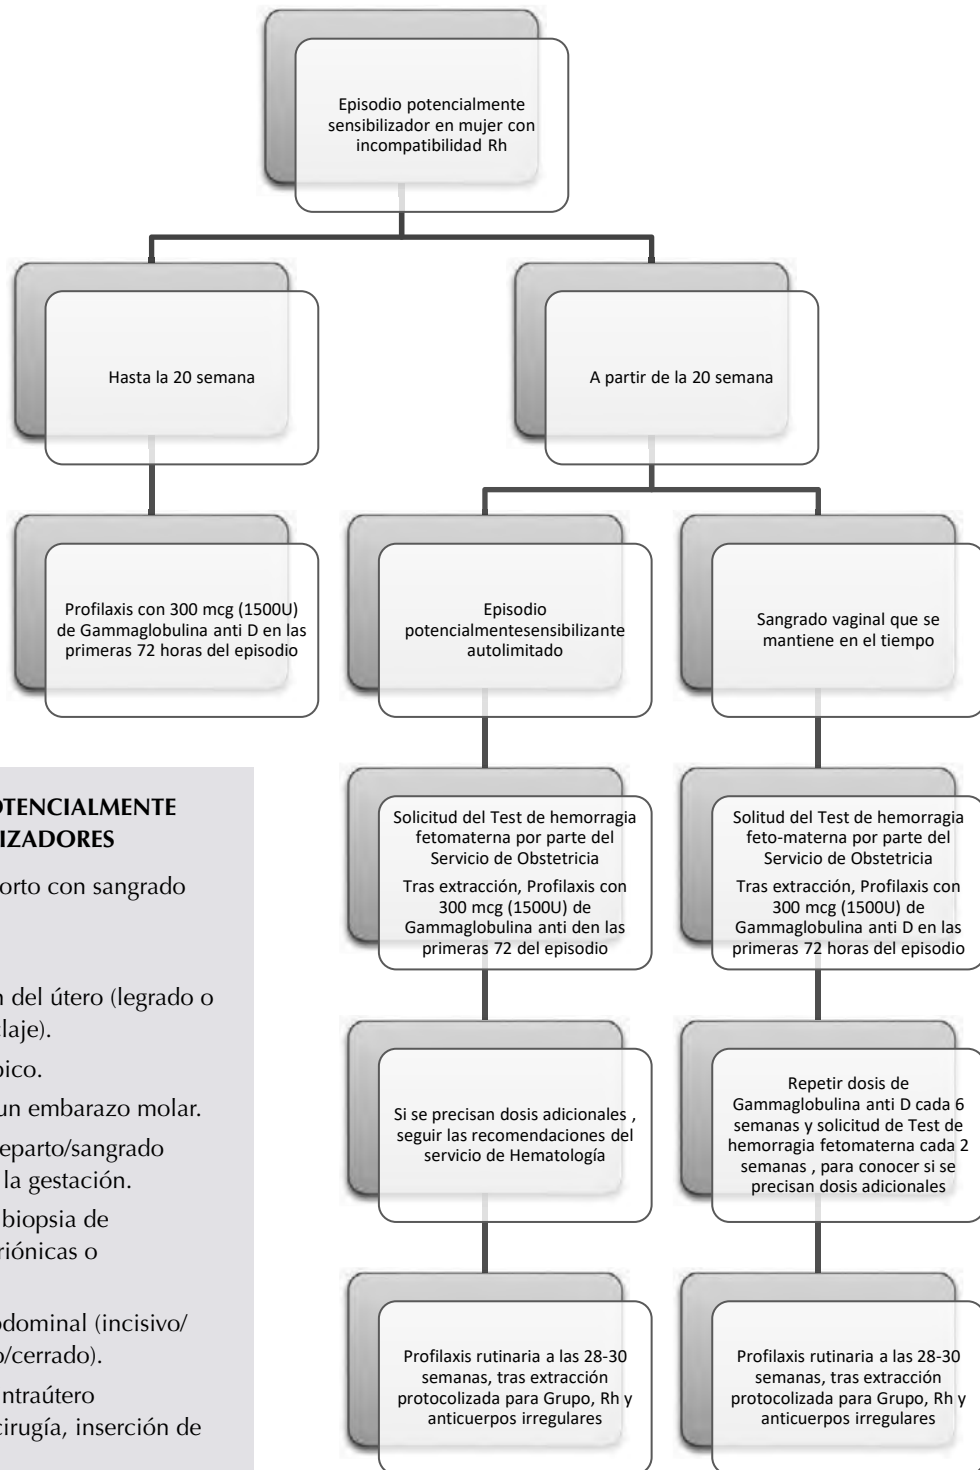 Episodio potencialmente
sensibilizador en mujer con
incompatibilidad Rh
Hasta la 20 semana
A partir de la 20 semana
Profilaxis con 300 mcg (1500U)
de Gammaglobulina anti D en las
primeras 72 horas del episodio
Episodio
potencialmentesensibilizante
autolimitado
Sangrado vaginal que se
mantiene en el tiempo
Solicitud del Test de hemorragia
fetomaterna por parte del
Servicio de Obstetricia
Tras extracción, Profilaxis con
300 mcg (1500U) de
Gammaglobulina anti den las
primeras 72 del episodio
Solitud del Test de hemorragia
feto-materna por parte del
Servicio de Obstetricia
Tras extracción, Profilaxis con
300 mcg (1500U) de
Gammaglobulina anti D en las
primeras 72 horas del episodio
Si se precisan dosis adicionales ,
seguir las recomendaciones del
servicio de Hematología
Repetir dosis de
Gammaglobulina anti D cada 6
semanas y solicitud de Test de
hemorragia fetomaterna cada 2
semanas , para conocer si se
precisan dosis adicionales
Profilaxis rutinaria a las 28-30
semanas, tras extracción
protocolizada para Grupo, Rh y
anticuerpos irregulares
Profilaxis rutinaria a las 28-30
semanas, tras extracción
protocolizada para Grupo, Rh y
anticuerpos irregulares
OTENCIALMENTE
IZADORES
orto con sangrado
n del útero (legrado o
laje).
pico.
un embarazo molar.
eparto/sangrado
la gestación.
biopsia de
riónicas o
bdominal (incisivo/
o/cerrado).
ntraútero
cirugía, inserción de